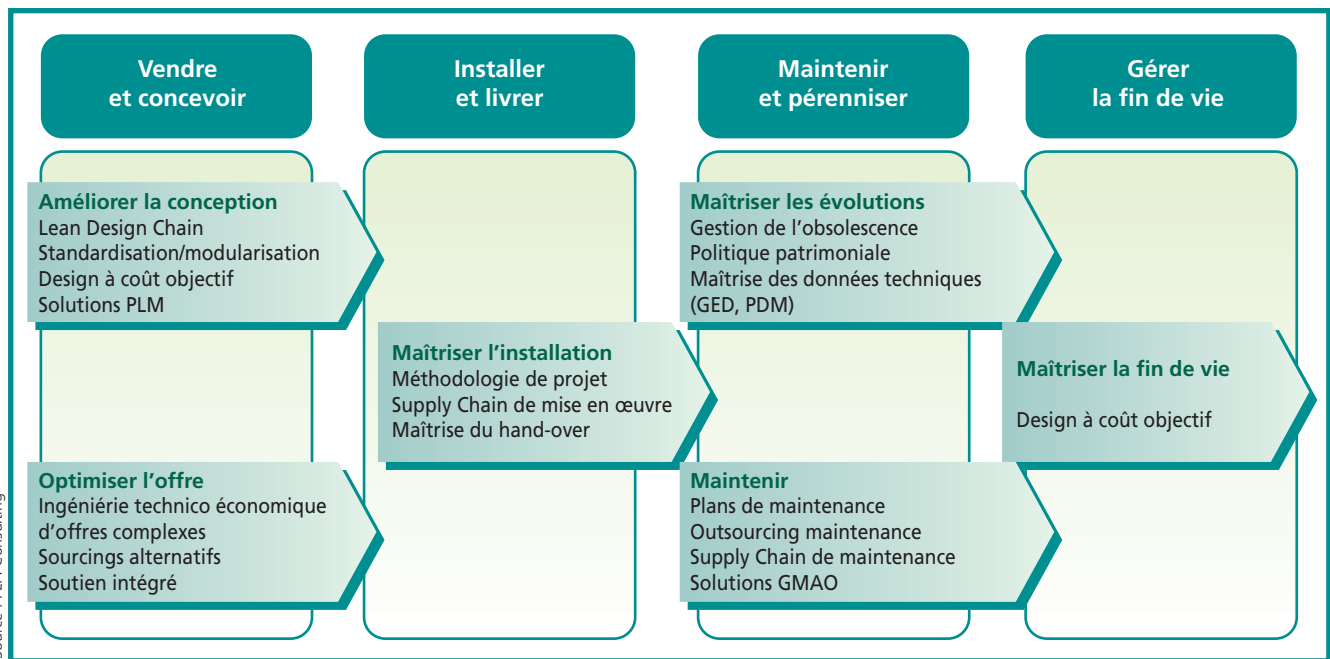 Vendre
et concevoir
Installer
et livrer
Maintenir
et pérenniser
Gérer
la fin de vie
Améliorer la conception
Lean Design Chain
Standardisation/modularisation
Design à coût objectif
Solutions PLM
Optimiser l’offre
Ingéniérie technico économique
d’offres complexes
Sourcings alternatifs
Soutien intégré
Maîtriser l’installation
Méthodologie de projet
Supply Chain de mise en œuvre
Maîtrise du hand-over
Maîtriser les évolutions
Gestion de l’obsolescence
Politique patrimoniale
Maîtrise des données techniques
(GED, PDM)
Maintenir
Plans de maintenance
Outsourcing maintenance
Supply Chain de maintenance
Solutions GMAO
Maîtriser la fin de vie
Design à coût objectif